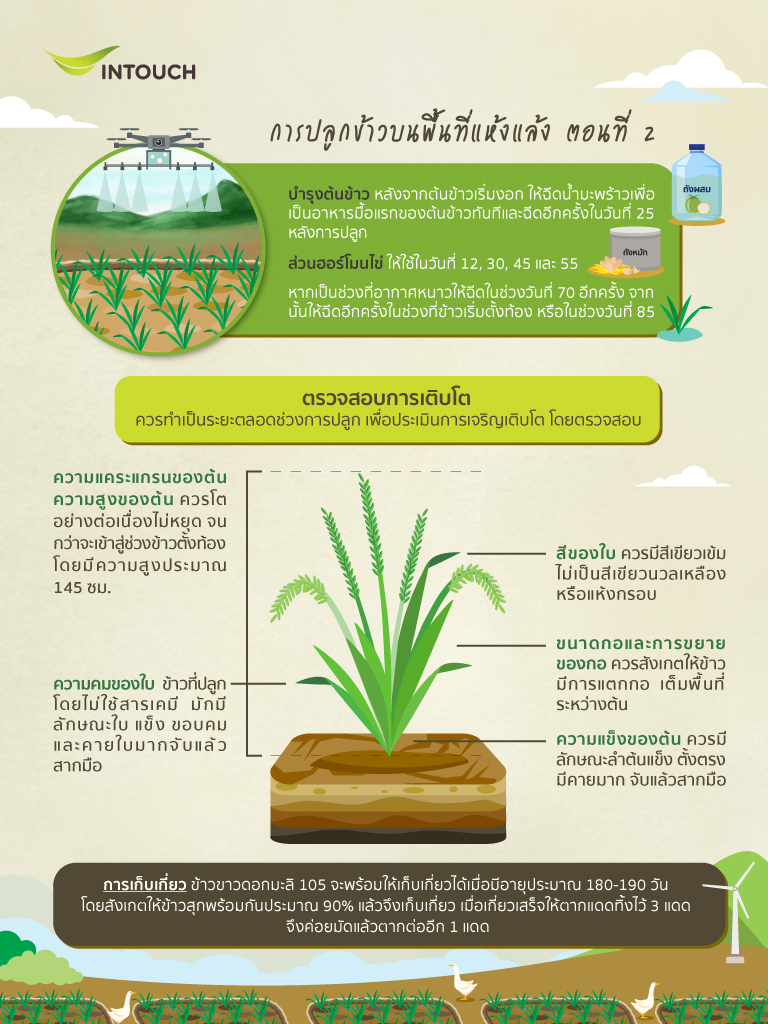 INTOUCH
การปลูกข้าวบนพื้นที่แห้งแล้ง ตอนที่ 2
บำรุงต้นข้าว หลังจากต้นข้าวเริ่มงอก ให้ฉีดน้ำมะพร้าวเพื่อ
เป็นอาหารมื้อแรกของต้นข้าวทันทีและฉีดอีกครั้งในวันที่ 25
หลังการปลูก
ส่วนฮอร์โมนไข่ ให้ใช้ในวันที่ 12, 30, 45 และ 55
หากเป็นช่วงที่อากาศหนาวให้ฉีดในช่วงวันที่ 70 อีกครั้ง จาก
นั้นให้ฉีดอีกครั้งในช่วงที่ข้าวเริ่มตั้งท้อง หรือในช่วงวันที่ 85
ถังผสม
ถังหมัก
ตรวจสอบการเติบโต
ควรทำเป็นระยะตลอดช่วงการปลูก เพื่อประเมินการเจริญเติบโต โดยตรวจสอบ
ความแคระแกรนของต้น
ความสูงของต้น ควรโต
อย่างต่อเนื่องไม่หยุด จน
กว่าจะเข้าสู่ช่วงข้าวตั้งท้อง
โดยมีความสูงประมาณ
145 ซม.
ความคมของใบ ข้าวที่ปลูก
โดยไม่ใช้สารเคมี มักมี
ลักษณะใบ แข็ง ขอบคม
และคายใบมากจับแล้ว
สากมือ
สีของใบ ควรมีสีเขียวเข้ม
ไม่เป็นสีเขียวนวลเหลือง
หรือแห้งกรอบ
ขนาดกอและการขยาย
ของกอ ควรสังเกตให้ข้าว
มีการแตกกอ เต็มพื้นที่
ระหว่างต้น
ความแข็งของต้น ควรมี
ลักษณะลำต้นแข็ง ตั้งตรง
มีคายมาก จับแล้วสากมือ
การเก็บเกี่ยว ข้าวขาวดอกมะลิ 105 จะพร้อมให้เก็บเกี่ยวได้เมื่อมีอายุประมาณ 180-190 วัน
โดยสังเกตให้ข้าวสุกพร้อมกันประมาณ 90% แล้วจึงเก็บเกี่ยว เมื่อเกี่ยวเสร็จให้ตากแดดทิ้งไว้ 3 แดด
จึงค่อยมัดแล้วตากต่ออีก 1 แดด